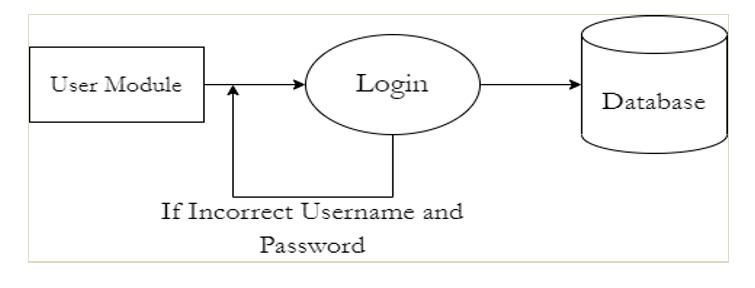 User Module
Login
Database
If Incorrect Username and
Password